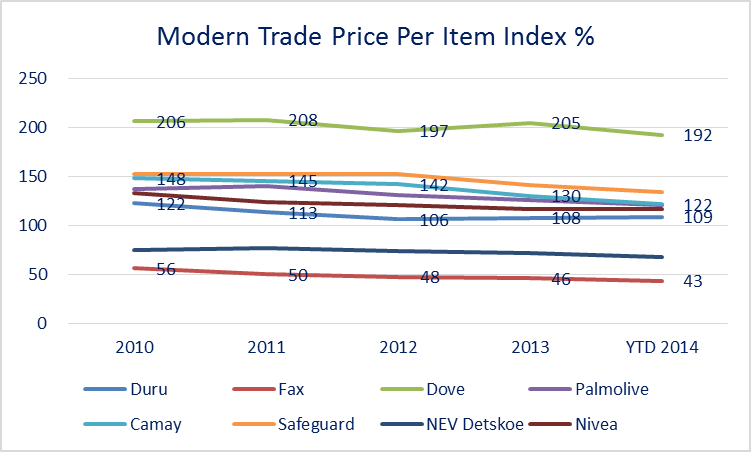 Modern Trade Price Per Item Index %
250
200
150
100
50
0
206 208 197 205 192
148 145 142 130 122
122 113 106 108 109
56 50 48 46 43
2010 2011 2012 2013 YTD 2014
Duru Fax Dove Palmolive
Camay Safeguard NEV Detskoe Nivea